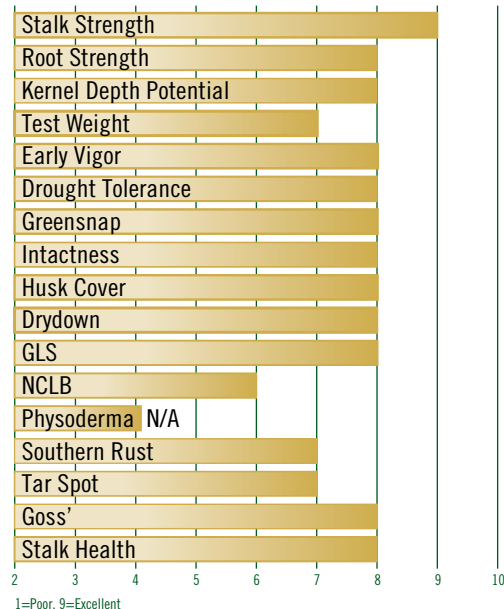 Stalk Strength
Root Strength
Kernel Depth Potential
Test Weight
Early Vigor
Drought Tolerance
Greensnap
Intactness
Husk Cover
Drydown
GLS
NCLB
Physoderma N/A
Southern Rust
Tar Spot
Goss’
Stalk Health
2 3 4 5 6 7 8 9 10
1=Poor, 9=Excellent